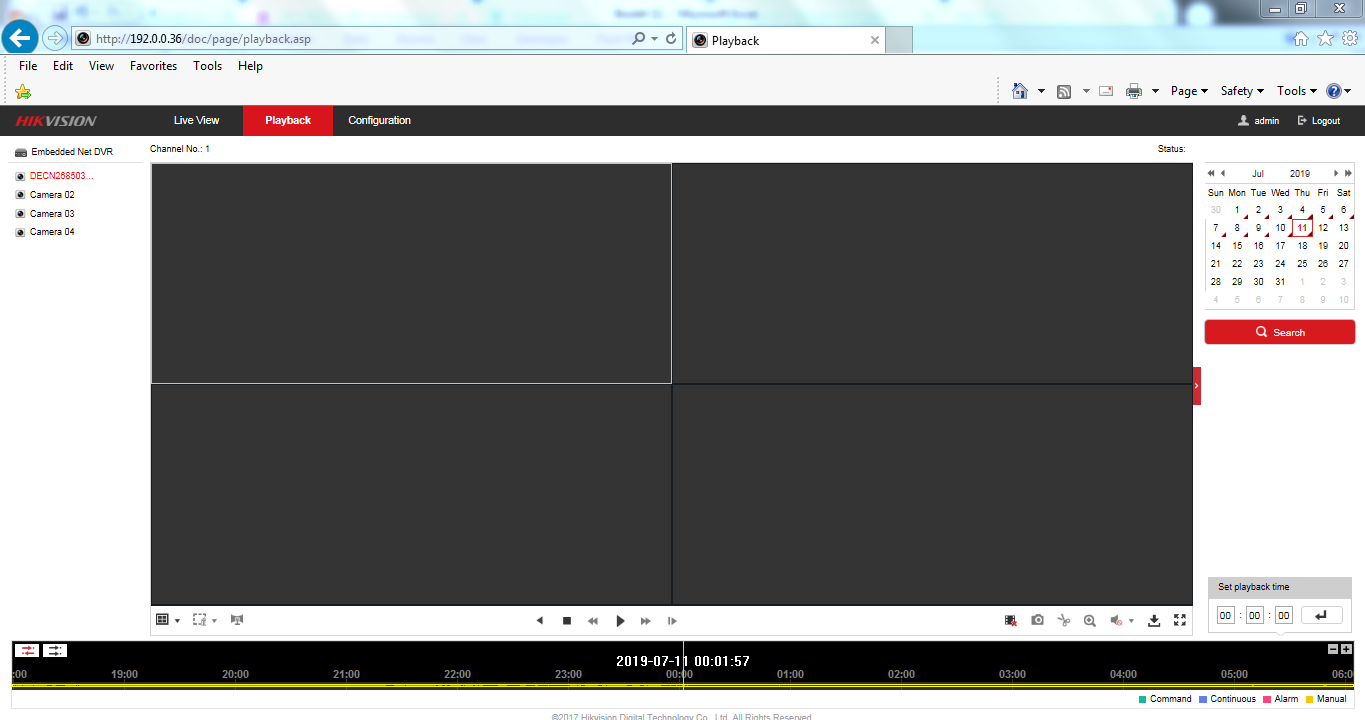 http://192.0.0.36/doc/page/playback.asp
Playback
File Edit View Favorites Tools Help
Page Safety Tools
HIKVISION Live View Playback Configuration admin Logout
Embedded Net DVR Channel No.: 1 Status:
DECN268503...
Camera 02
Camera 03
Camera 04
Jul 2019
Sun Mon Tue Wed Thu Fri Sat
30 1 2 3 4 5 6
7 8 9 10 11 12 13
14 15 16 17 18 19 20
21 22 23 24 25 26 27
28 29 30 31 1 2 3
4 5 6 7 8 9 10
Search
Set playback time
00 : 00 : 00
2019-07-11 00:01:57
:00 19:00 20:00 21:00 22:00 23:00 00:00 01:00 02:00 03:00 04:00 05:00 06:0
Command Continuous Alarm Manual
©2017 Hikvision Digital Technology Co., Ltd. All Rights Reserved.